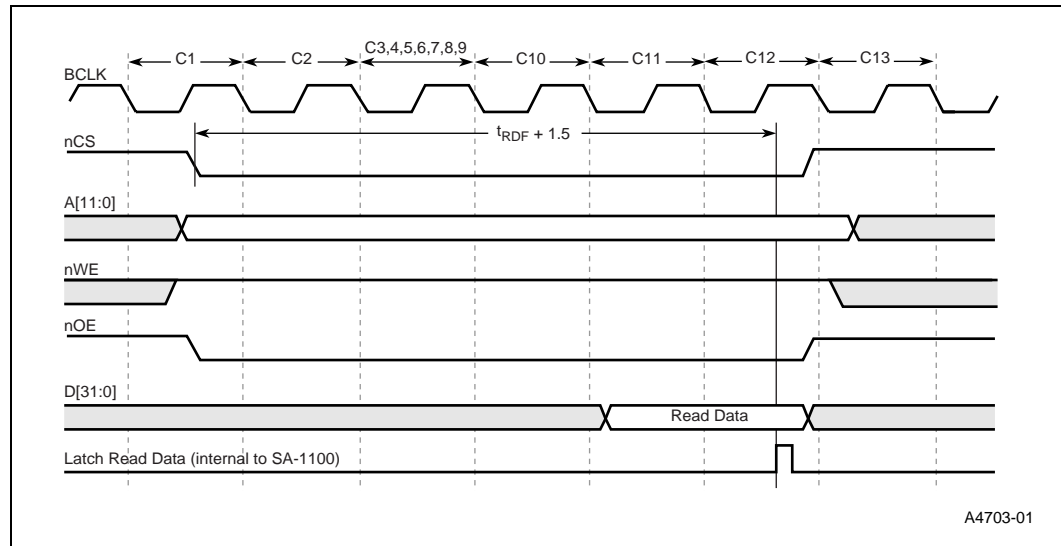 C1
C2
C3,4,5,6,7,8,9
C10
C11
C12
C13
BCLK
tRDF + 1.5
nCS
A[11:0]
nWE
nOE
D[31:0]
Read Data
Latch Read Data (internal to SA-1100)
A4703-01